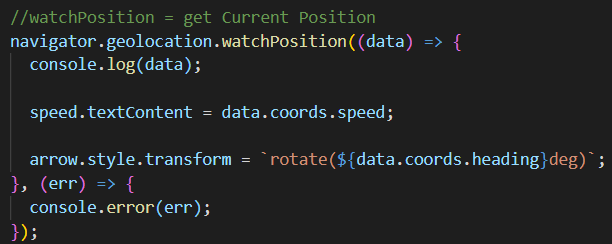 //watchPosition = get Current Position
navigator.geolocation.watchPosition((data) => {
  console.log(data);

  speed.textContent = data.coords.speed;

  arrow.style.transform = `rotate(${data.coords.heading}deg)`;
}, (err) => {
  console.error(err);
});